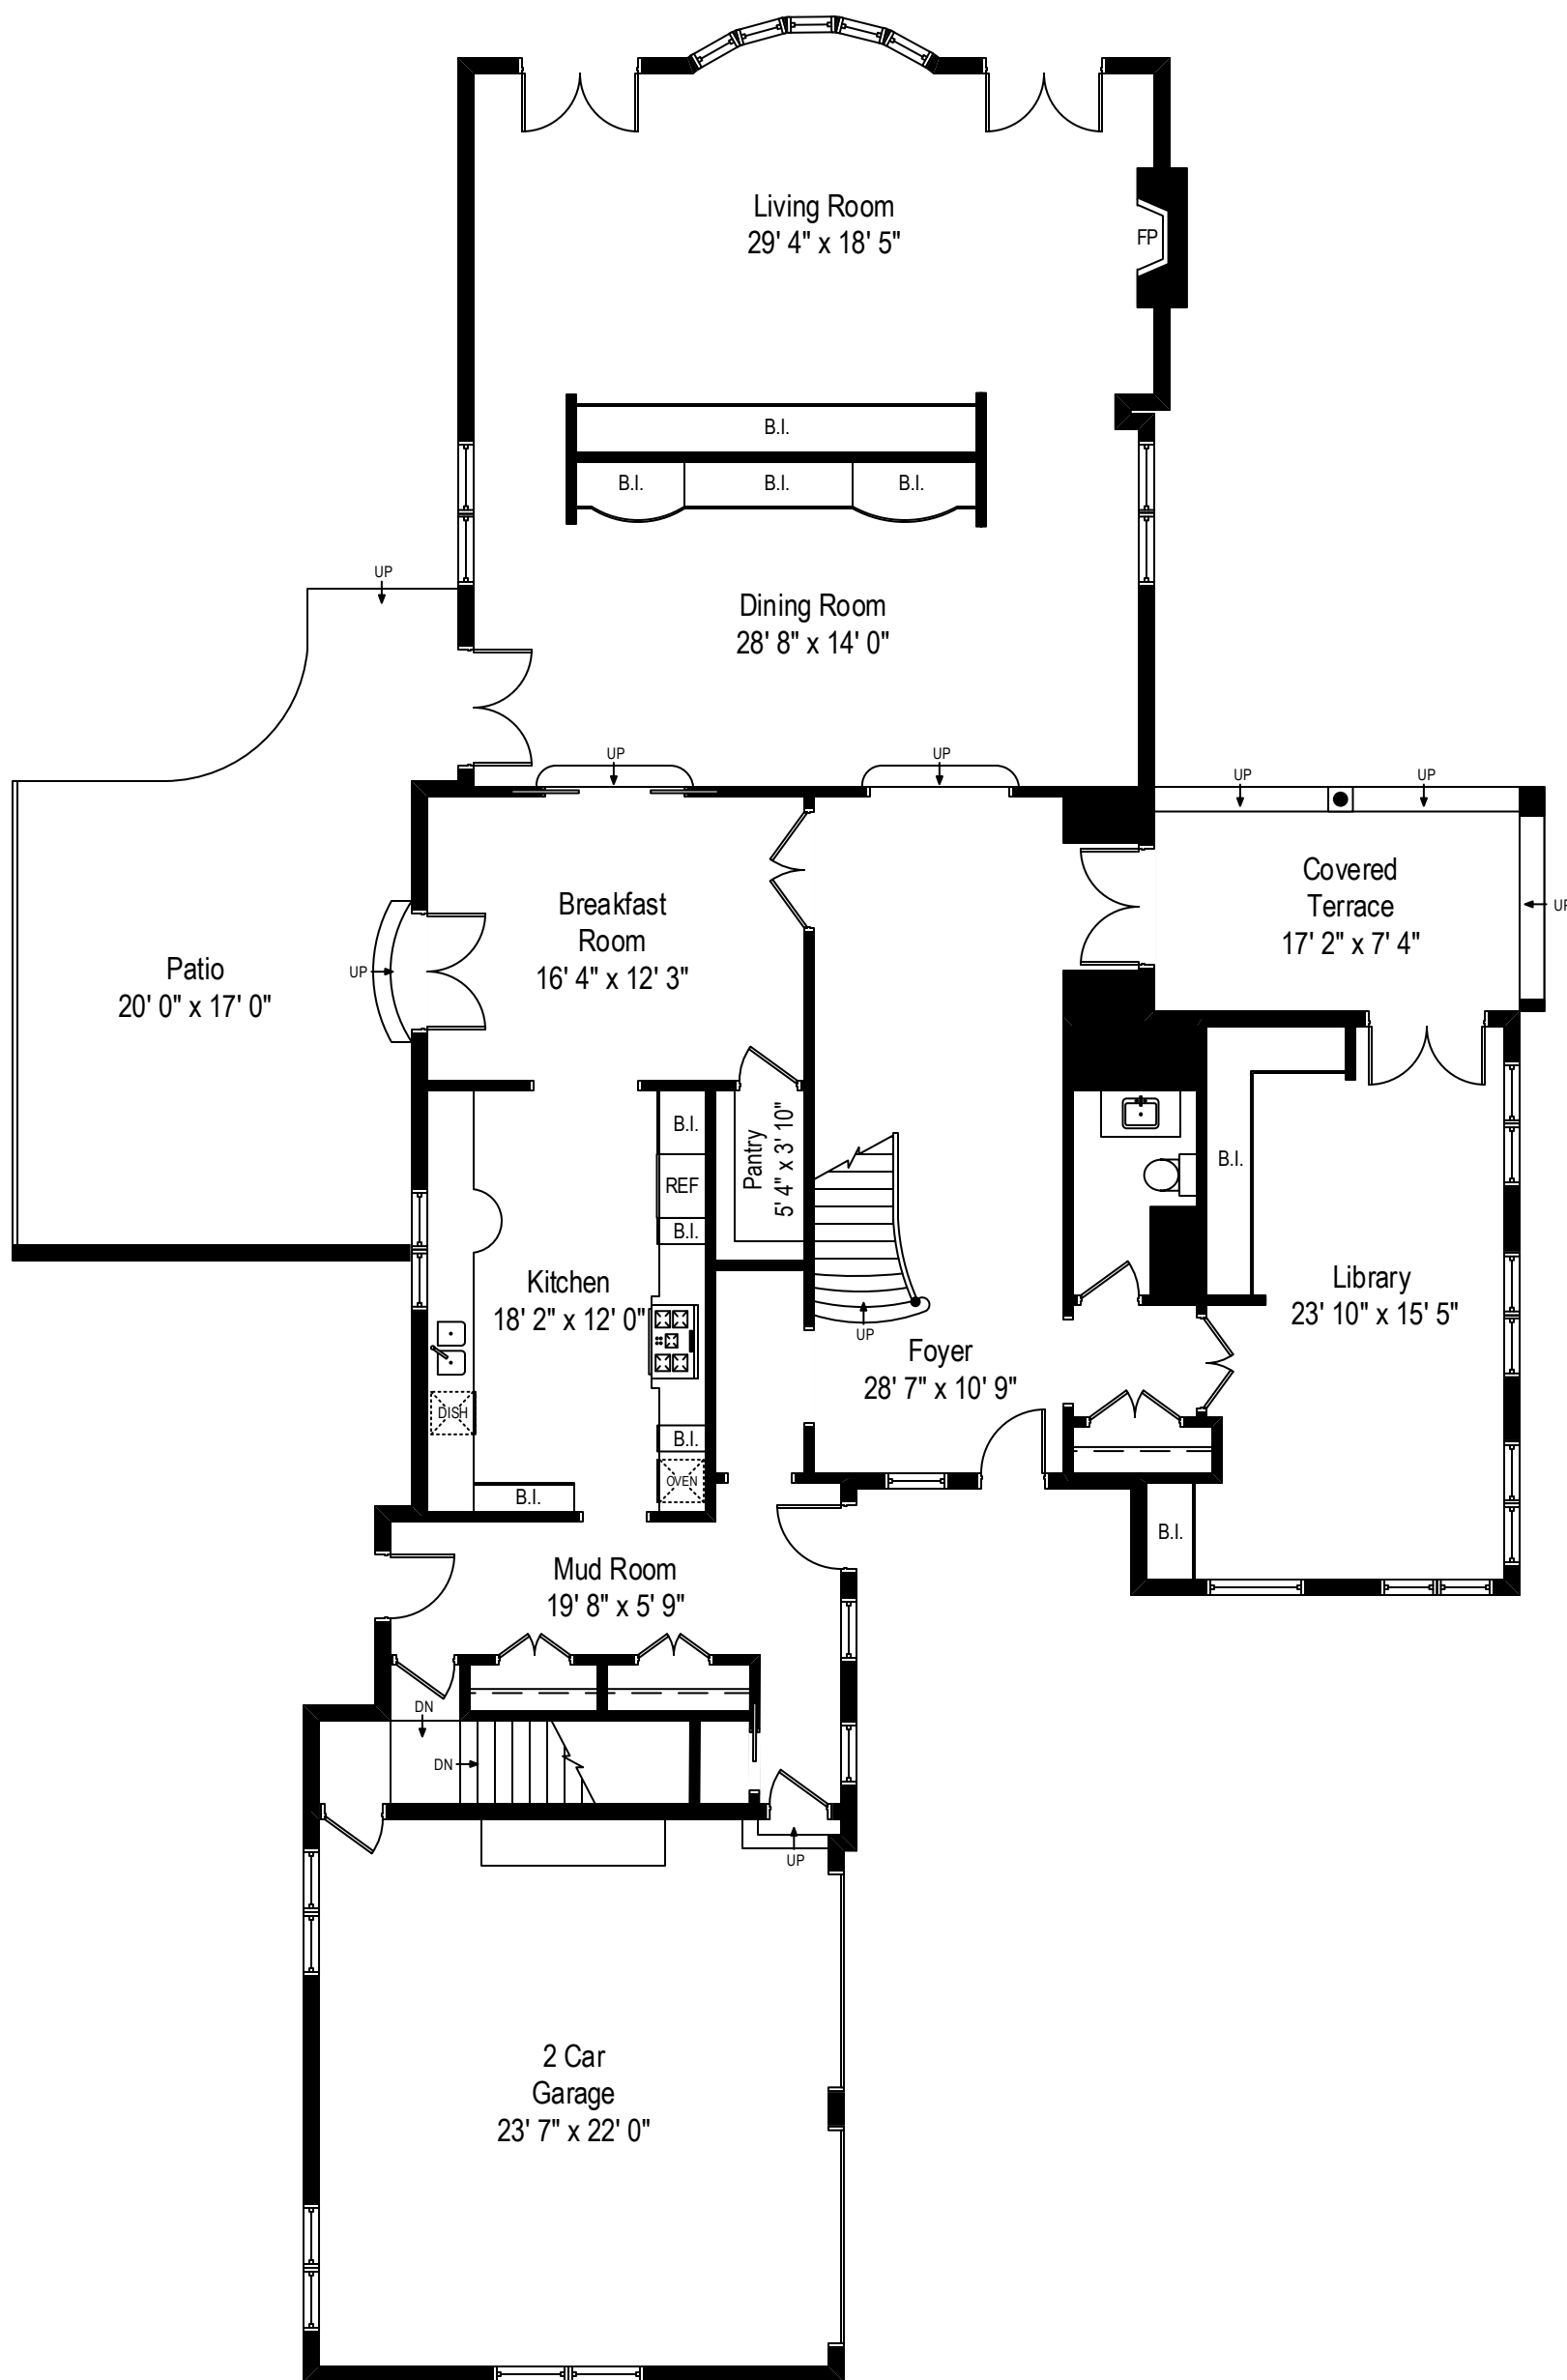 Living Room
29' 4" x 18' 5"
FP
B.I.
B.I.
B.I.
B.I.
UP
Dining Room
28' 8" x 14' 0"
UP
UP
UP
UP
Covered
Terrace
17' 2" x 7' 4"
UP
Breakfast
Room
16' 4" x 12' 3"
Patio
20' 0" x 17' 0"
UP
B.I.
REF
B.I.
Pantry
5' 4" x 3' 10"
B.I.
Kitchen
18' 2" x 12' 0"
Library
23' 10" x 15' 5"
UP
Foyer
28' 7" x 10' 9"
DISH
B.I.
OVEN
B.I.
B.I.
Mud Room
19' 8" x 5' 9"
DN
DN
UP
2 Car
Garage
23' 7" x 22' 0"